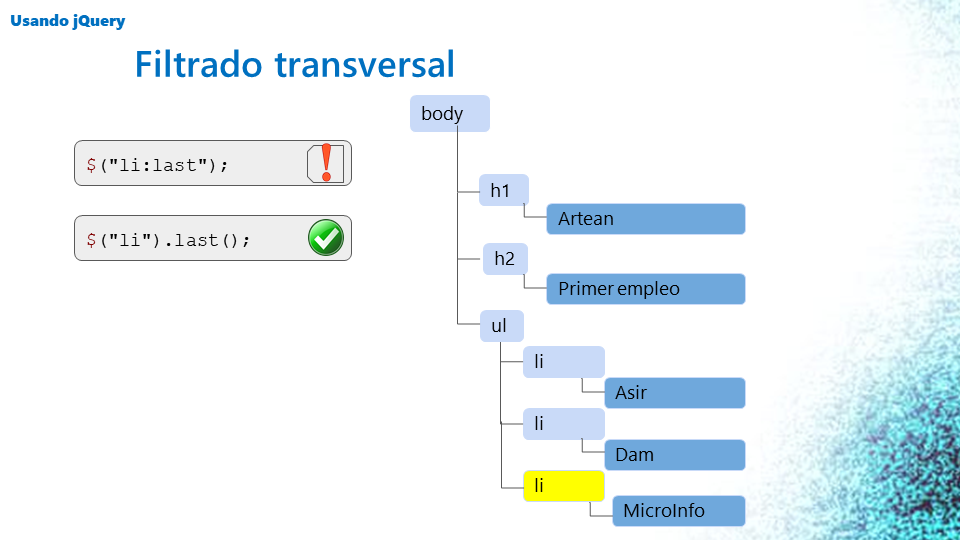 Usando jQuery
Filtrado transversal
$("li:last");
$("li").last();
body
h1
Artean
h2
Primer empleo
ul
li
Asir
li
Dam
li
MicroInfo